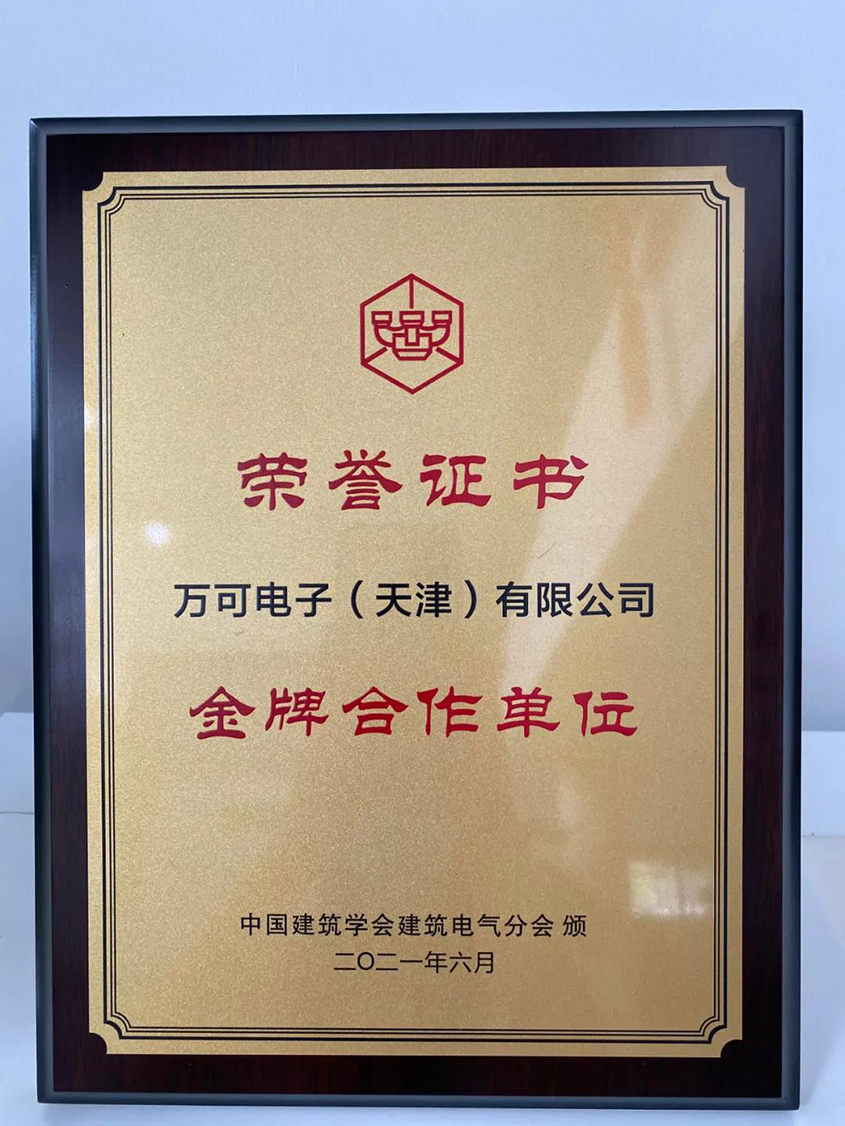 荣誉证书
万可电子（天津）有限公司
金牌合作单位
中国建筑学会建筑电气分会 颁
二〇二一年六月